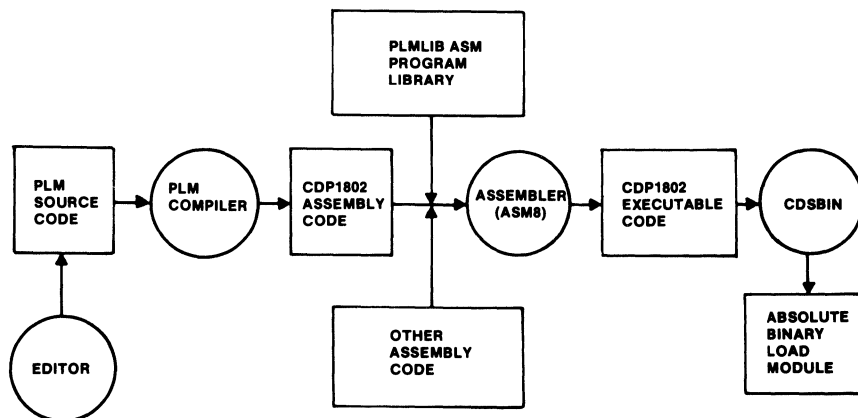 PLMLIB ASM
PROGRAM
LIBRARY
PLM
SOURCE
CODE
PLM
COMPILER
CDP1802
ASSEMBLY
CODE
ASSEMBLER
(ASM8)
CDP1802
EXECUTABLE
CODE
CDSBIN
EDITOR
OTHER
ASSEMBLY
CODE
ABSOLUTE
BINARY
LOAD
MODULE